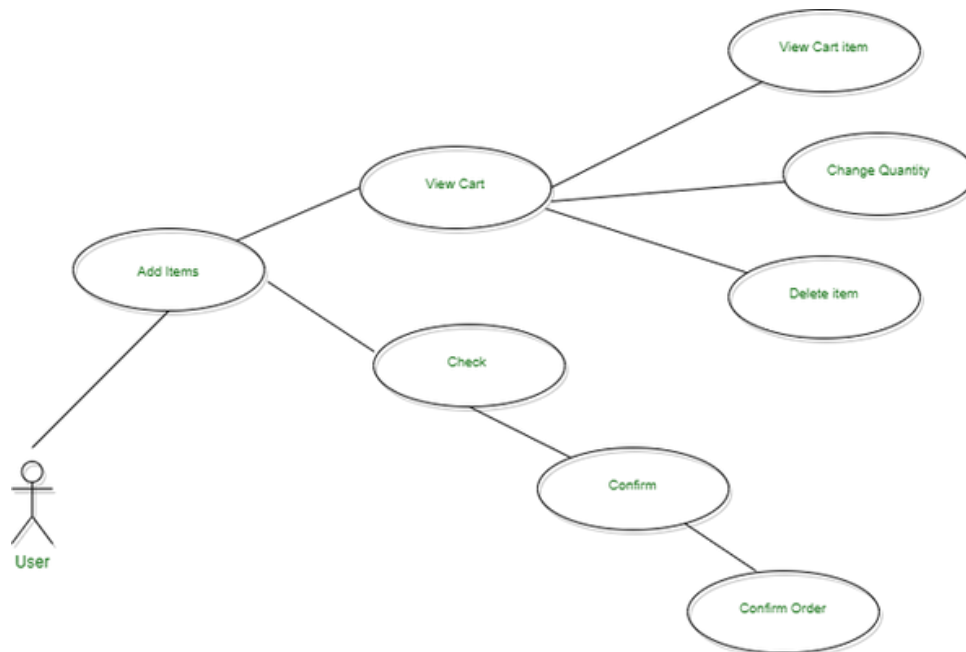 View Cart item
Change Quantity
View Cart
Add Items
Delete item
Check
Confirm
User
Confirm Order